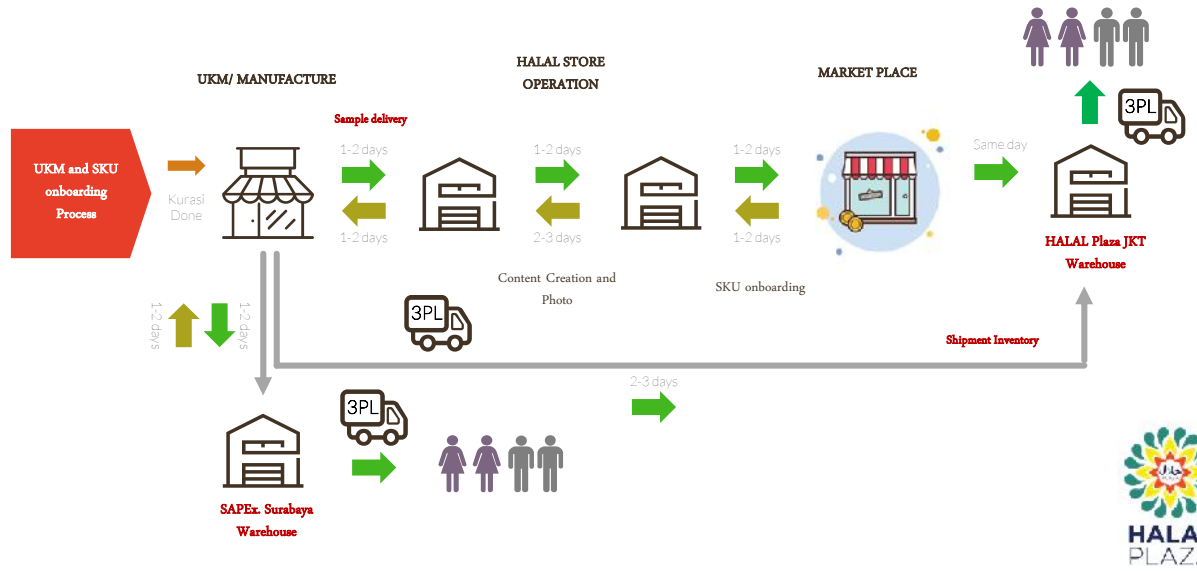 UKM/ MANUFACTURE
HALAL STORE
OPERATION
MARKET PLACE
3PL
UKM and SKU
onboarding
Process
Kurasi
Done
Sample delivery
1-2 days
1-2 days
1-2 days
2-3 days
1-2 days
1-2 days
Same day
HALAL Plaza JKT
Warehouse
Content Creation and
Photo
SKU onboarding
1-2 days
1-2 days
3PL
Shipment Inventory
2-3 days
3PL
SAPEx. Surabaya
Warehouse
حلال
HALA
PLAZ